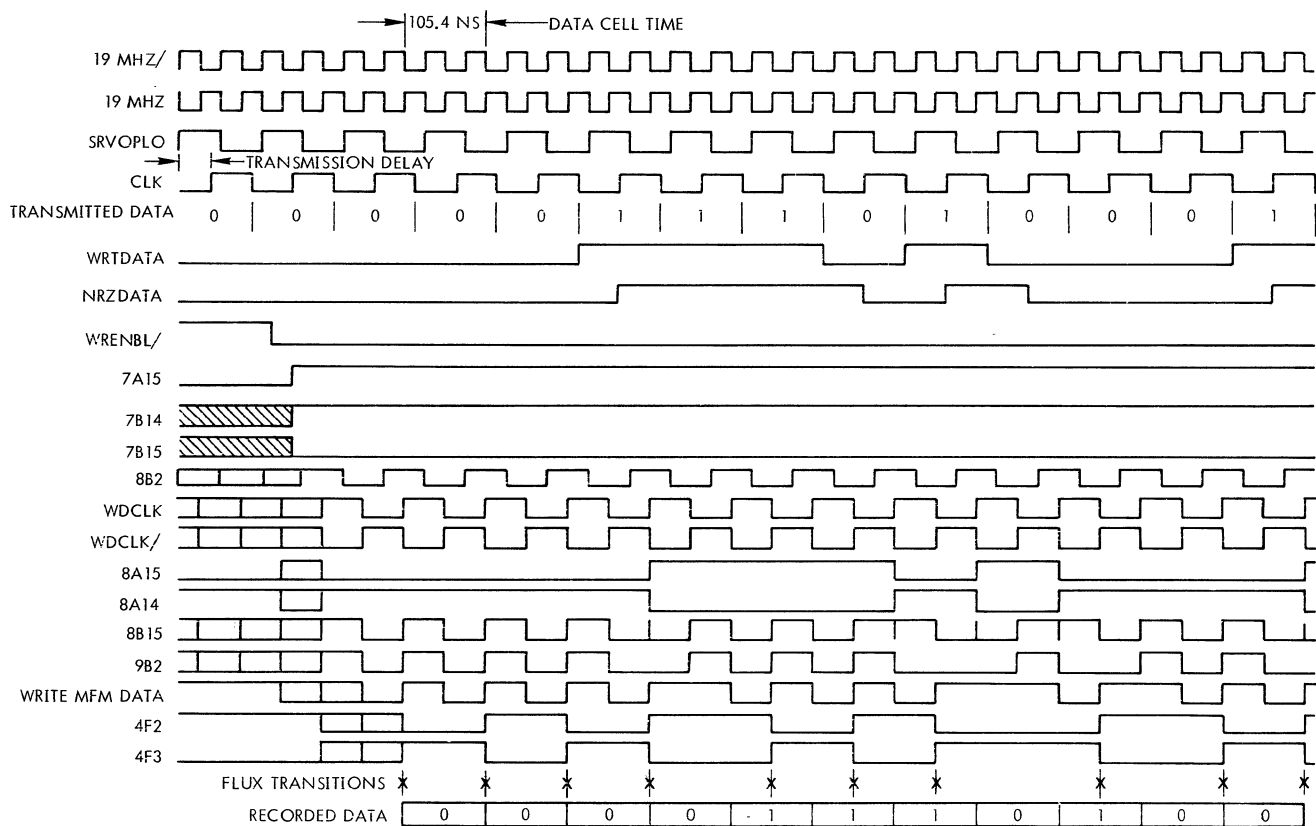 105.4 NS DATA CELL TIME
19 MHZ/
19 MHZ
SRVOPLO
TRANSMISSION DELAY
CLK
TRANSMITTED DATA 0 0 0 0 0 1 1 1 0 1 0 0 0 1
WRTDATA
NRZDATA
WRENBL/
7A15
7B14
7B15
8B2
WDCLK
WDCLK/
8A15
8A14
8B15
9B2
WRITE MFM DATA
4F2
4F3
FLUX TRANSITIONS
RECORDED DATA 0 0 0 0 1 1 1 0 1 0 0